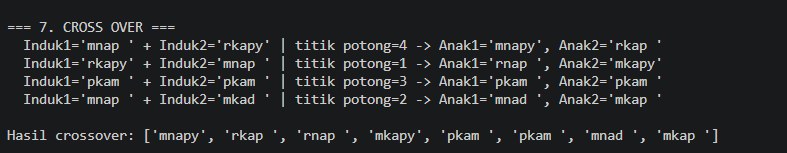 === 7. CROSS OVER ===
Induk1='mnap ' + Induk2='rkapy' | titik potong=4 -> Anak1='mnapy', Anak2='rkap '
Induk1='rkapy' + Induk2='mnap ' | titik potong=1 -> Anak1='rnap ', Anak2='mkapy'
Induk1='pkam ' + Induk2='pkam ' | titik potong=3 -> Anak1='pkam ', Anak2='pkam '
Induk1='mnap ' + Induk2='mkad ' | titik potong=2 -> Anak1='mnad ', Anak2='mkap '
Hasil crossover: ['mnapy', 'rkap ', 'rnap ', 'mkapy', 'pkam ', 'pkam ', 'mnad ', 'mkap ']